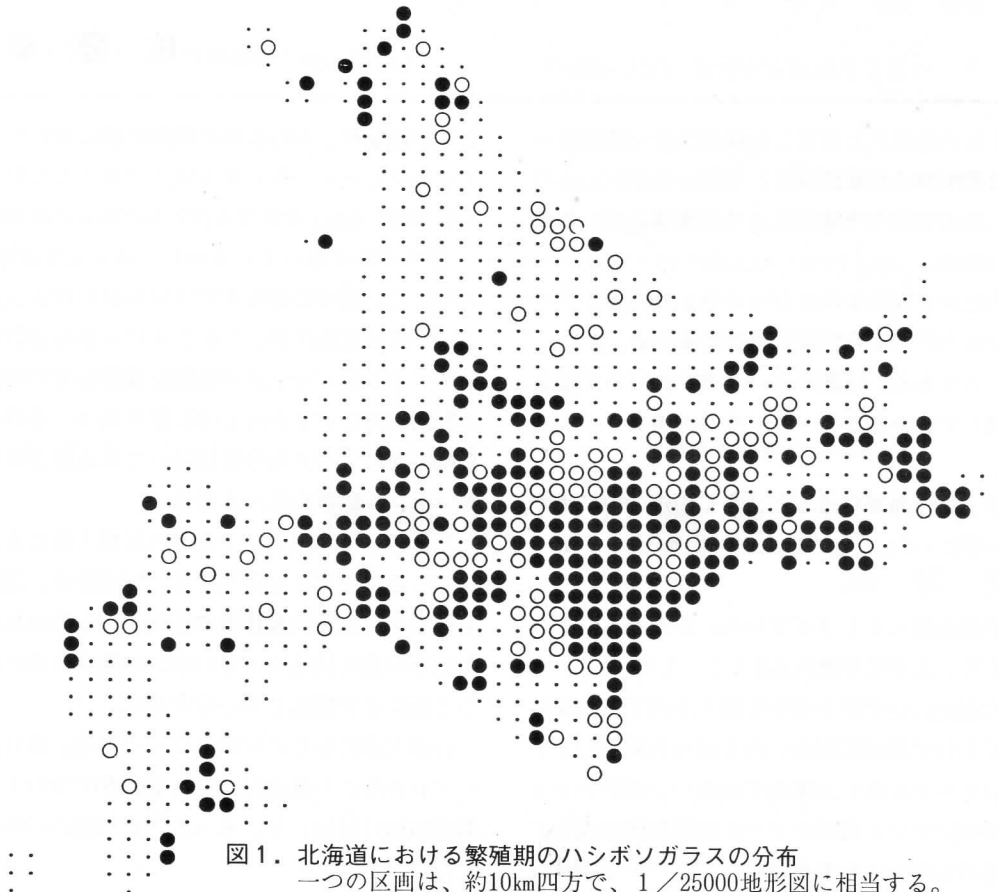 図1．北海道における繁殖期のハシボソガラスの分布
一つの区画は、約10km四方で、1／25000地形図に相当する。